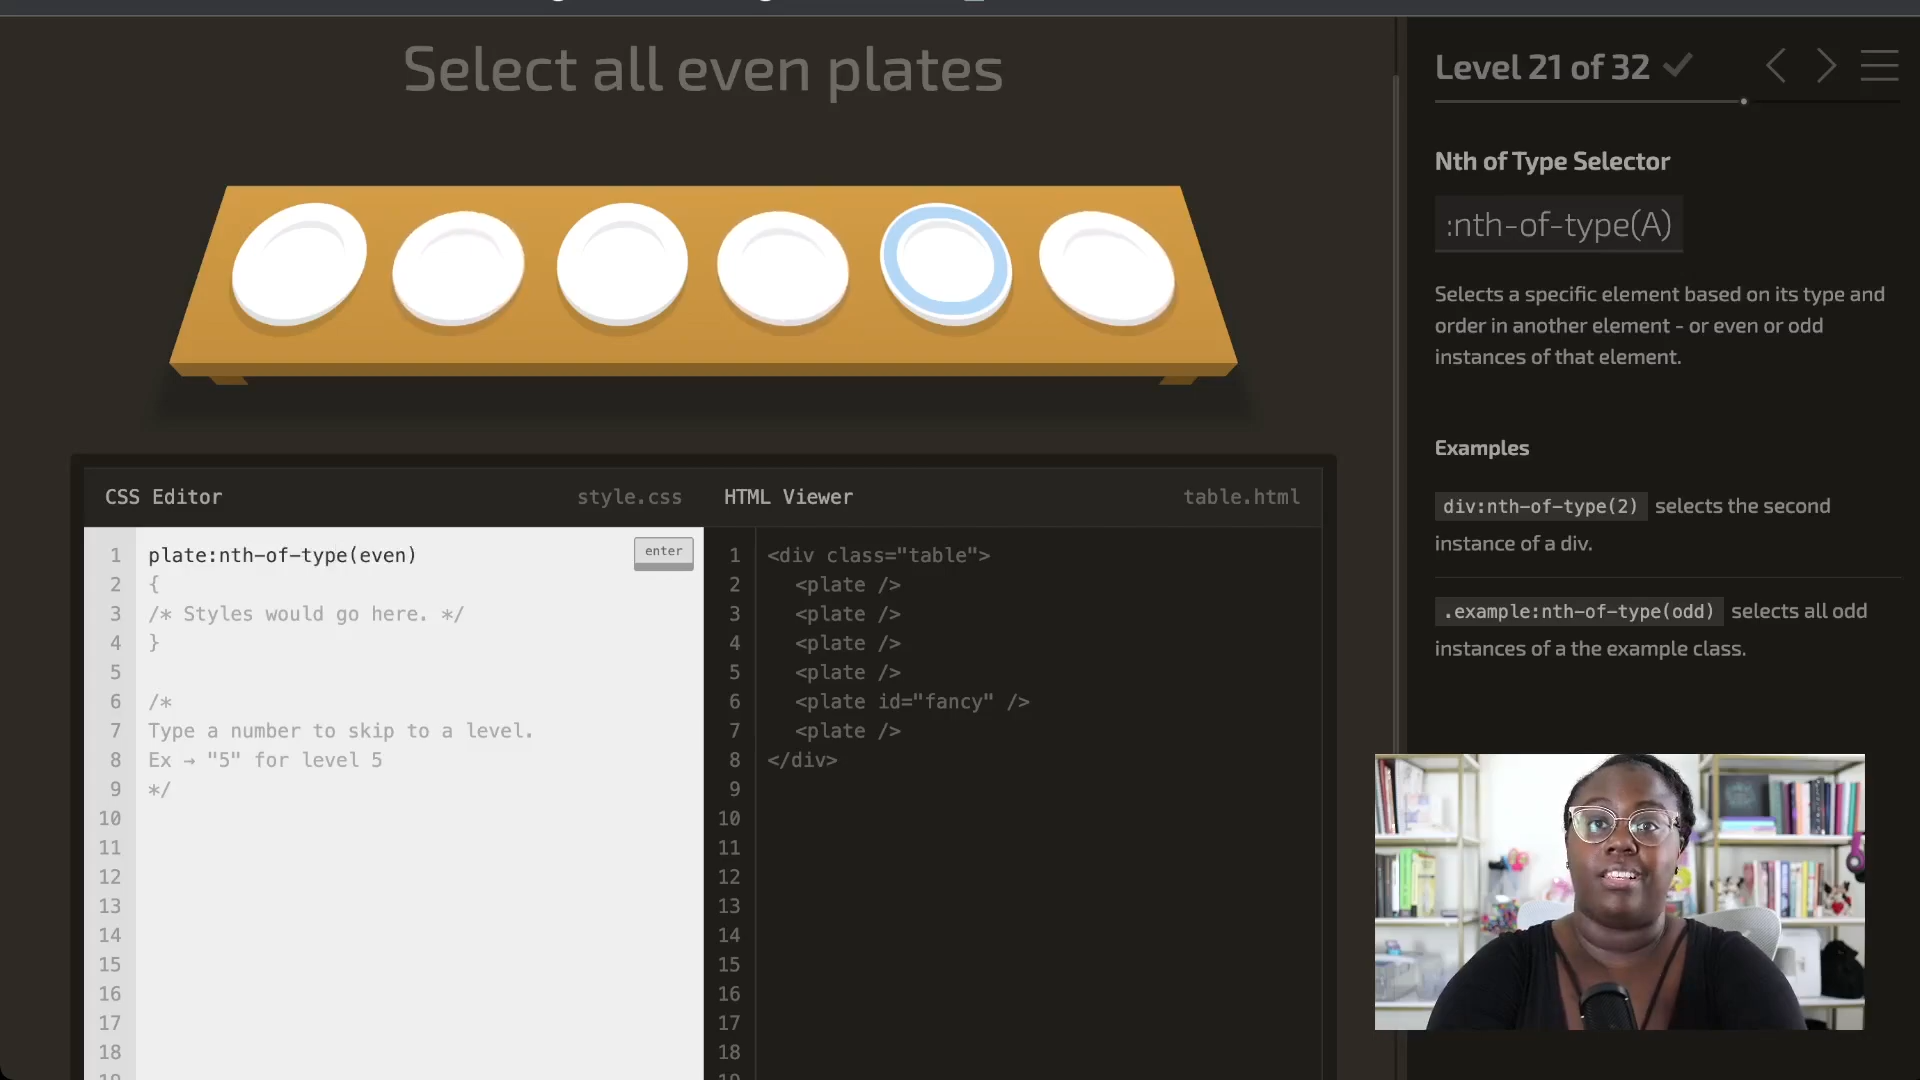 Select all even plates
Level 21 of 32
Nth of Type Selector
:nth-of-type(A)
Selects a specific element based on its type and
order in another element - or even or odd
instances of that element.
Examples
div:nth-of-type(2) selects the second
instance of a div.
.example:nth-of-type(odd) selects all odd
instances of a the example class.
CSS Editor
style.css
1 plate:nth-of-type(even)
enter
2 {
3 /* Styles would go here. */
4 }
5
6 /*
7 Type a number to skip to a level.
8 Ex → "5" for level 5
9 */
10
11
12
13
14
15
16
17
18
HTML Viewer
table.html
1 <div class="table">
2 <plate />
3 <plate />
4 <plate />
5 <plate />
6 <plate id="fancy" />
7 <plate />
8 </div>
9
10
11
12
13
14
15
16
17
18